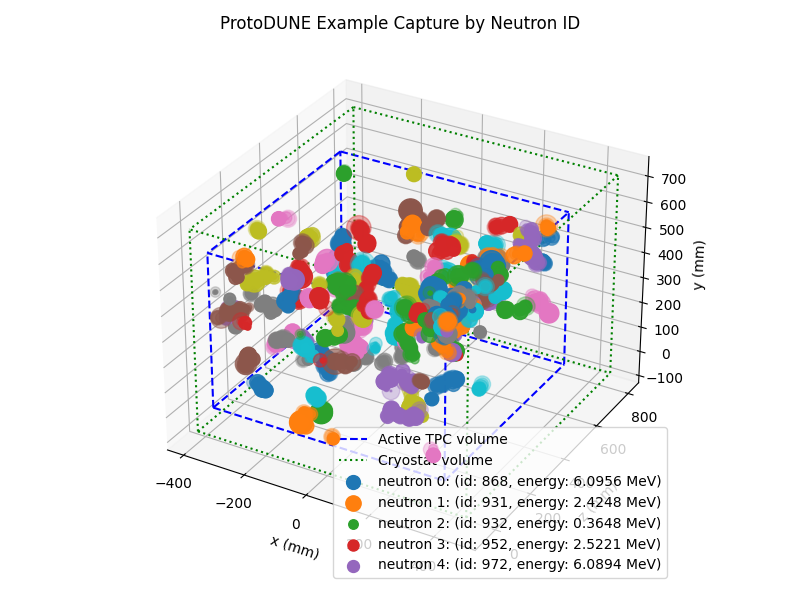 ProtoDUNE Example Capture by Neutron ID
700
600
500
400
300
200
100
0
−100
y (mm)
800
600
200
0
−400
−200
0
x (mm)
Active TPC volume
Cryostat volume
neutron 0: (id: 868, energy: 6.0956 MeV)
neutron 1: (id: 931, energy: 2.4248 MeV)
neutron 2: (id: 932, energy: 0.3648 MeV)
neutron 3: (id: 952, energy: 2.5221 MeV)
neutron 4: (id: 972, energy: 6.0894 MeV)